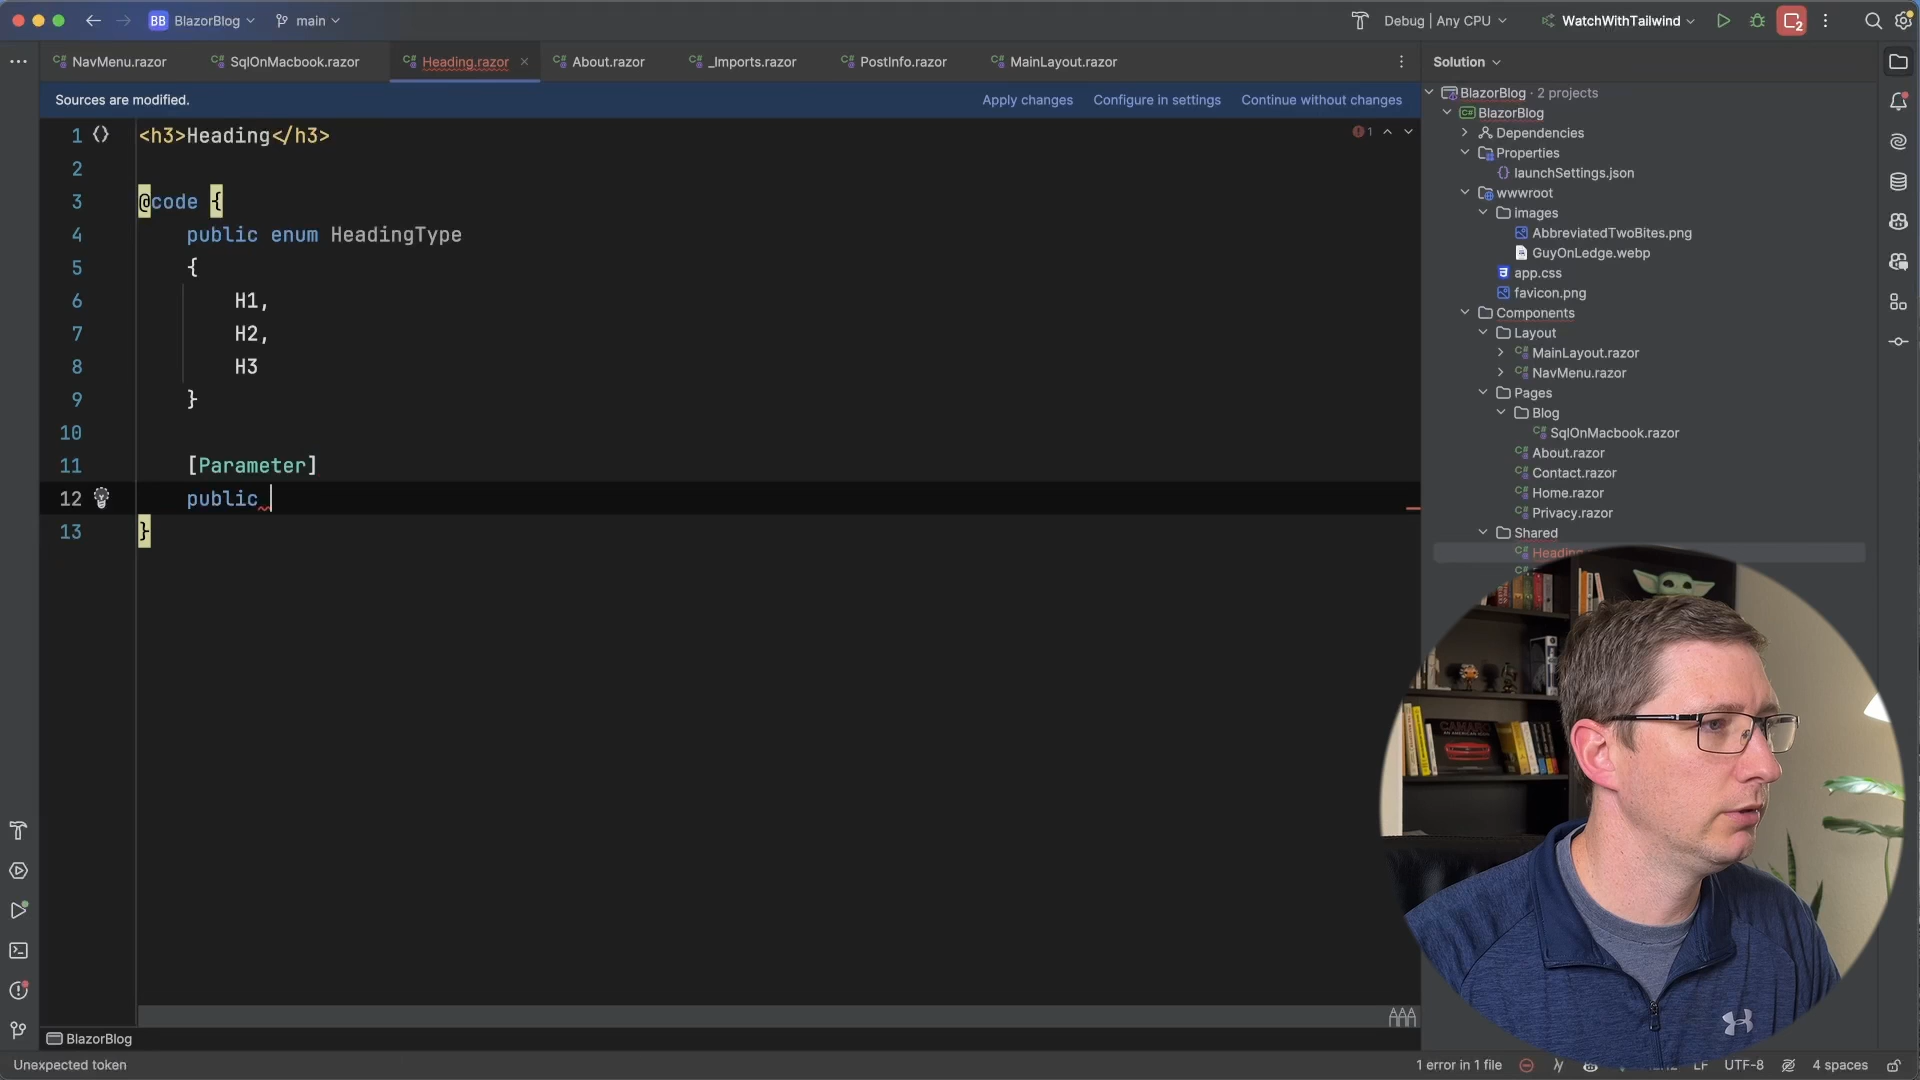 BB BlazorBlog main Debug | Any CPU WatchWithTailwind 2
NavMenu.razor SqlOnMacbook.razor Heading.razor About.razor _Imports.razor PostInfo.razor MainLayout.razor
Solution
Sources are modified. Apply changes Configure in settings Continue without changes
1 <h3>Heading</h3>
2
3 @code {
4 public enum HeadingType
5 {
6 H1,
7 H2,
8 H3
9 }
10
11 [Parameter]
12 public
13 }
1
BlazorBlog · 2 projects
BlazorBlog
Dependencies
Properties
launchSettings.json
wwwroot
images
AbbreviatedTwoBites.png
GuyOnLedge.webp
app.css
favicon.png
Components
Layout
MainLayout.razor
NavMenu.razor
Pages
Blog
SqlOnMacbook.razor
About.razor
Contact.razor
Home.razor
Privacy.razor
Shared
Heading
CAMARO
BlazorBlog
Unexpected token
1 error in 1 file LF UTF-8 4 spaces